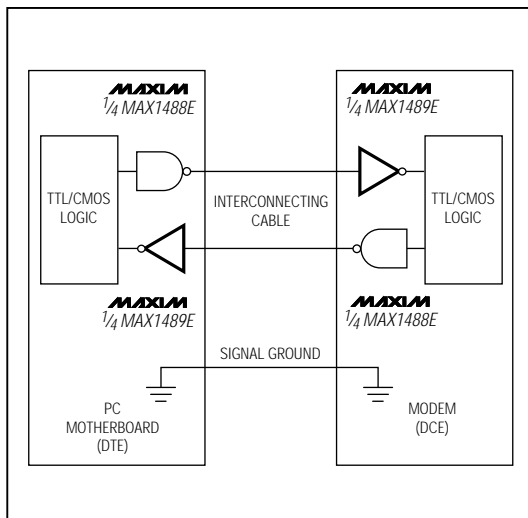 MAXIM
1/4 MAX1488E
MAXIM
1/4 MAX1489E
TTL/CMOS
LOGIC
INTERCONNECTING
CABLE
TTL/CMOS
LOGIC
MAXIM
1/4 MAX1489E
MAXIM
1/4 MAX1488E
SIGNAL GROUND
PC
MOTHERBOARD
(DTE)
MODEM
(DCE)